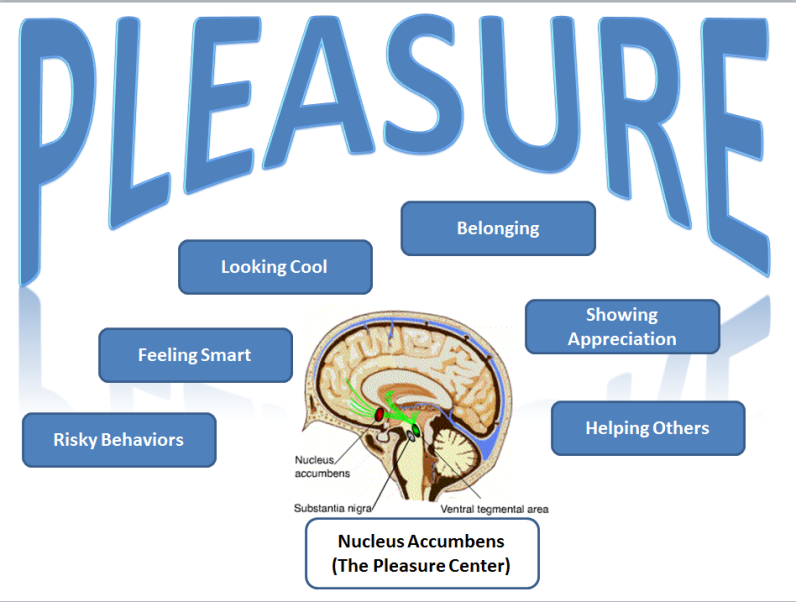 PLEASURE
Belonging
Looking Cool
Showing
Appreciation
Feeling Smart
Helping Others
Risky Behaviors
Nucleus
accumbens
Substantia nigra
Ventral tegmental area
Nucleus Accumbens
(The Pleasure Center)